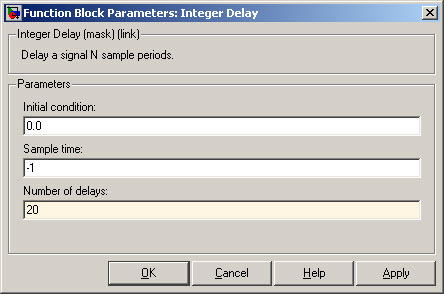 Function Block Parameters: Integer Delay
Integer Delay (mask) (link)
Delay a signal N sample periods.
Parameters
Initial condition:
0.0
Sample time:
-1
Number of delays:
20
OK Cancel Help Apply